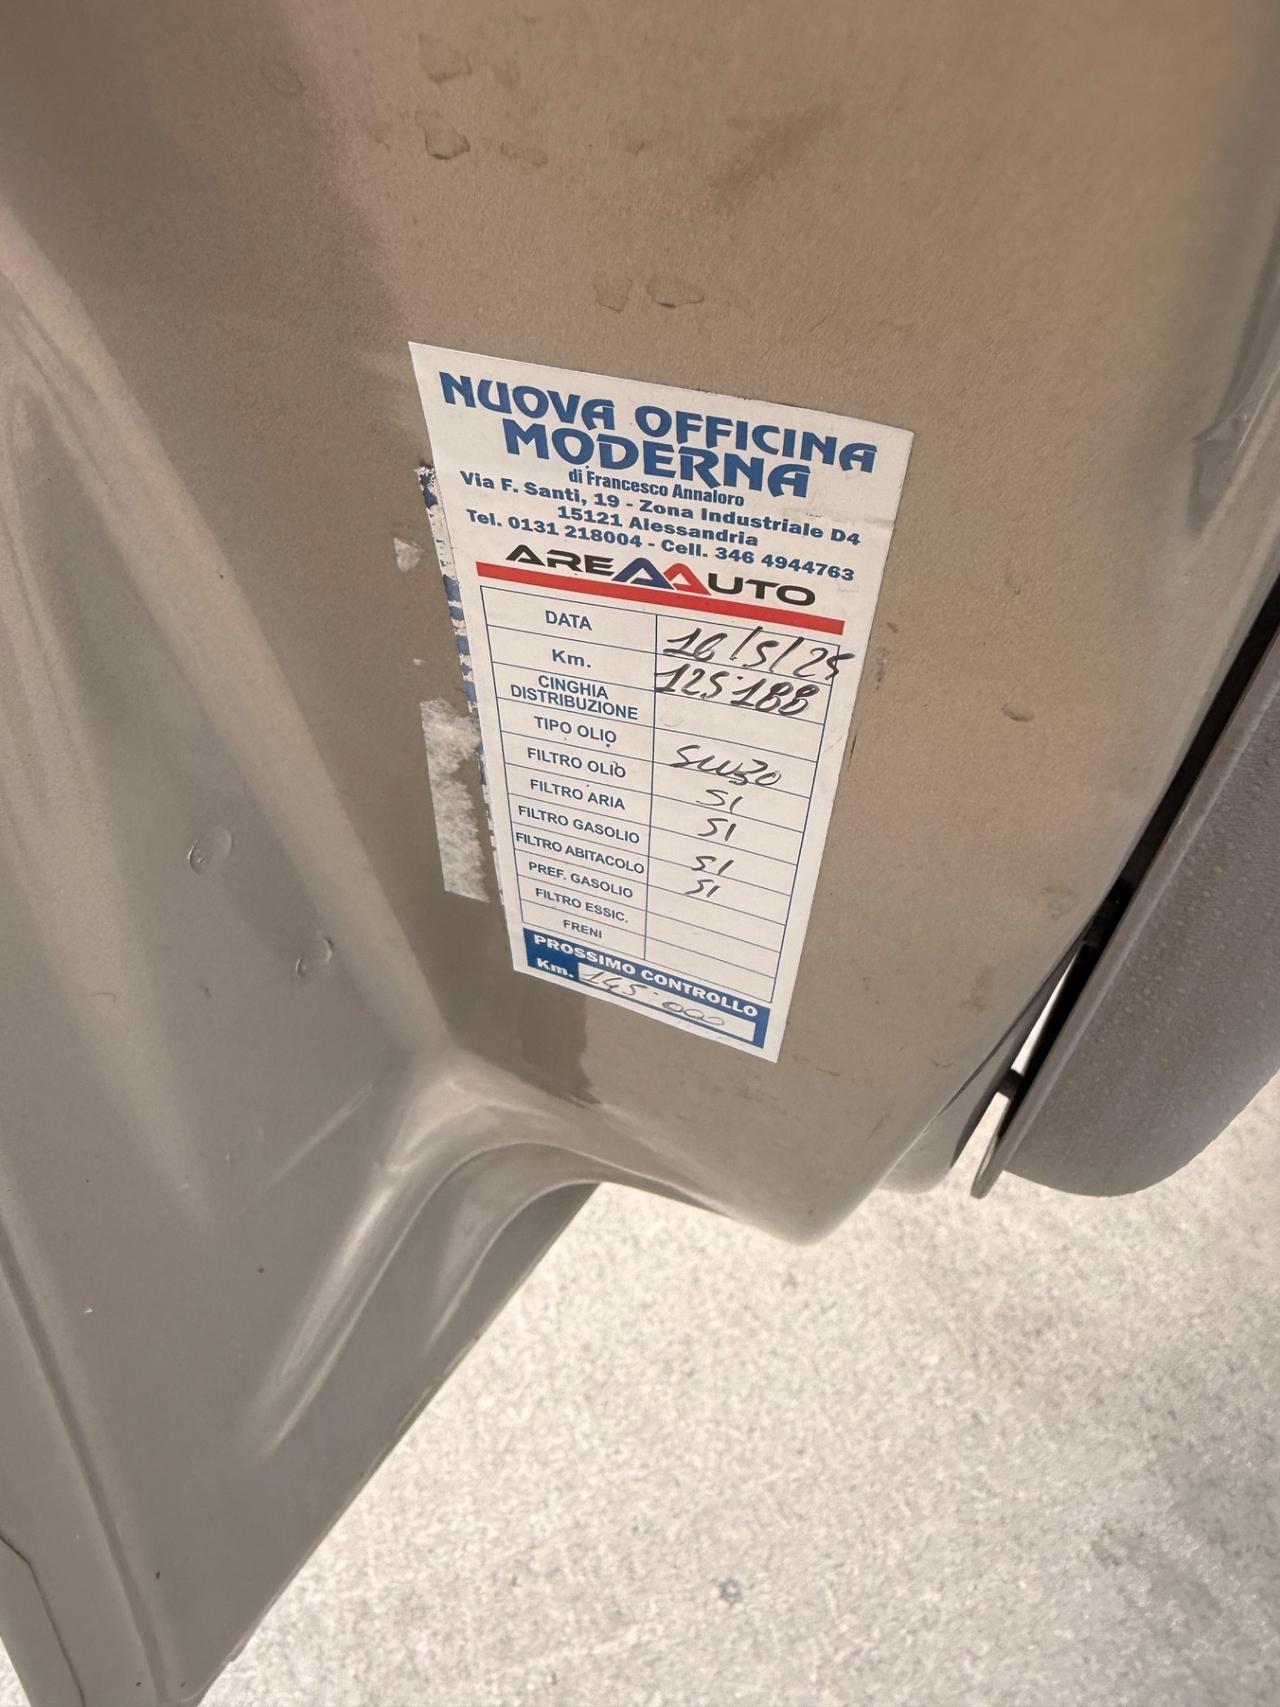 NUOVA OFFICINA
MODERNA
di Francesco Annaloro
Via F. Santi, 19 - Zona Industriale D4
15121 Alessandria
Tel. 0131 218004 - Cell. 346 4944763
AREAAUTO
DATA 16/5/25
Km. 125188
CINGHIA
DISTRIBUZIONE
TIPO OLIO 5W30
FILTRO OLIO SI
FILTRO ARIA SI
FILTRO GASOLIO SI
FILTRO ABITACOLO SI
PREF. GASOLIO
FILTRO ESSIC.
FRENI
PROSSIMO CONTROLLO
Km. 145.000